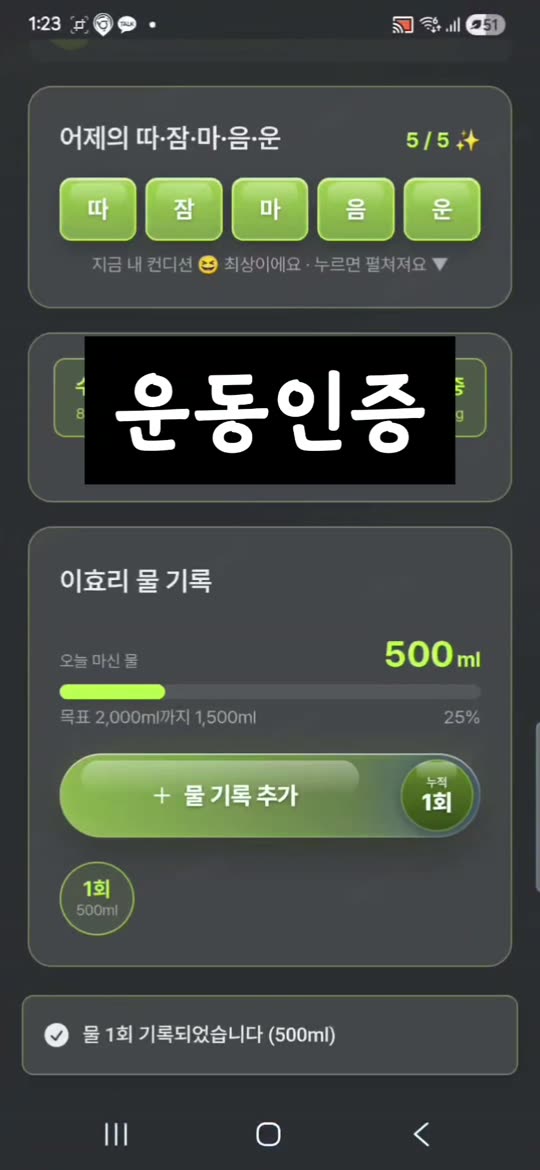 1:23
TALK
51
어제의 따·잠·마·음·운
5 / 5
따 잠 마 음 운
지금 내 컨디션 😆 최상이에요 · 누르면 펼쳐져요 ▼
운동인증
8
g
이효리 물 기록
오늘 마신 물
500 ml
목표 2,000ml까지 1,500ml
25%
+ 물 기록 추가
누적
1회
1회
500ml
물 1회 기록되었습니다 (500ml)